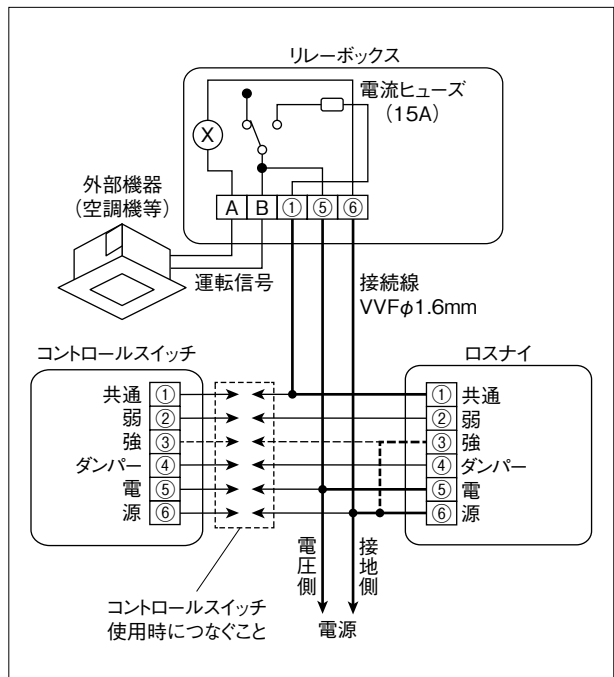 リレーボックス
電流ヒューズ
（15A）
X
外部機器
（空調機等）
A B ① ⑤ ⑥
運転信号
接続線
VVFφ1.6mm
コントロールスイッチ
ロスナイ
共通 ①
弱 ②
強 ③
ダンパー ④
電 ⑤
源 ⑥
① 共通
② 弱
③ 強
④ ダンパー
⑤ 電
⑥ 源
電圧側
接地側
電源
コントロールスイッチ
使用時につなぐこと